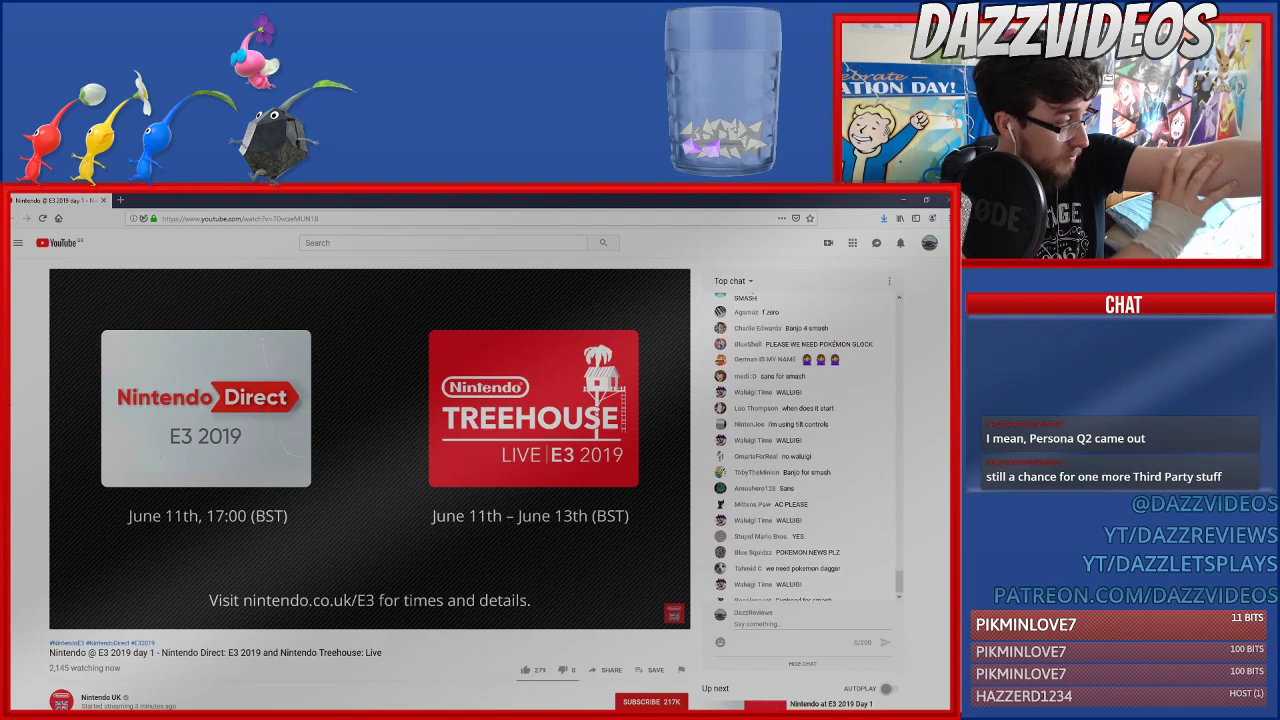 DAZZVIDEOS
ATION DAY!
Nintendo @ E3 2019 day 1 - Ni
https://www.youtube.com/watch?v=T0vcseMUN18
YouTube GB
Search
Nintendo Direct
E3 2019
June 11th, 17:00 (BST)
Nintendo
TREEHOUSE
LIVE | E3 2019
June 11th – June 13th (BST)
Visit nintendo.co.uk/E3 for times and details.
#NintendoE3 #NintendoDirect #E32019
Nintendo @ E3 2019 day 1 - Nintendo Direct: E3 2019 and Nintendo Treehouse: Live
2,145 watching now
279
0
SHARE
SAVE
Nintendo UK
Started streaming 3 minutes ago
SUBSCRIBE 217K
Top chat
SMASH
Agamaz f zero
Charlie Edwards Banjo 4 smash
BlueShell PLEASE WE NEED POKÉMON GLOCK
German IS MY NAME
medi :D sans for smash
Waluigi Time WALUIGI
Leo Thompson when does it start
NintenJoe I'm using tilt controls
Waluigi Time WALUIGI
OmartsForReal no waluigi
TobyTheMinion Banjo for smash
Areushero128 Sans
Mittens Paw AC PLEASE
Waluigi Time WALUIGI
Stupid Mario Bros. YES
Blue Squidzz POKEMON NEWS PLZ
Tahmid C we need pokemon dagger
Waluigi Time WALUIGI
DazzReviews
Say something...
0/200
HIDE CHAT
Up next
AUTOPLAY
Nintendo at E3 2019 Day 1
CHAT
I mean, Persona Q2 came out
still a chance for one more Third Party stuff
@DAZZVIDEOS
YT/DAZZREVIEWS
YT/DAZZLETSPLAYS
PATREON.COM/DAZZVIDEOS
PIKMINLOVE7 11 BITS
PIKMINLOVE7 100 BITS
PIKMINLOVE7 100 BITS
HAZZERD1234 HOST (1)